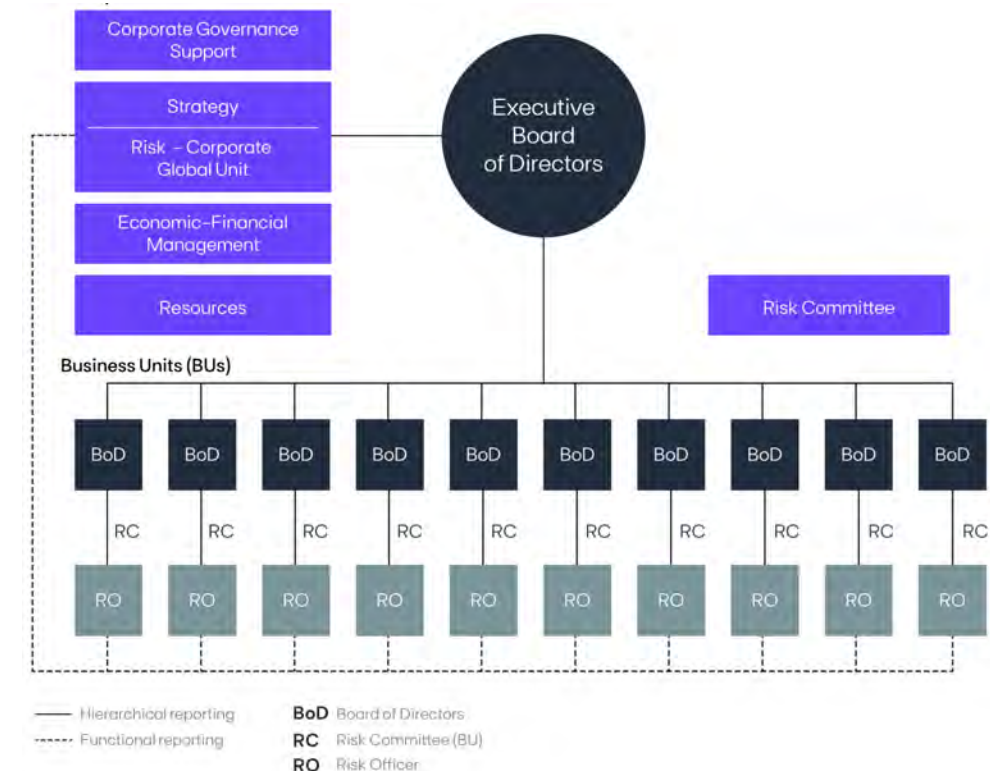 Corporate Governance
Support
Strategy
Risk – Corporate
Global Unit
Economic-Financial
Management
Resources
Executive
Board
of Directors
Risk Committee
Business Units (BUs)
BoD BoD BoD BoD BoD BoD BoD BoD BoD BoD
RC RC RC RC RC RC RC RC RC RC
RO RO RO RO RO RO RO RO RO RO
Hierarchical reporting
Functional reporting
BoD Board of Directors
RC Risk Committee (BU)
RO Risk Officer